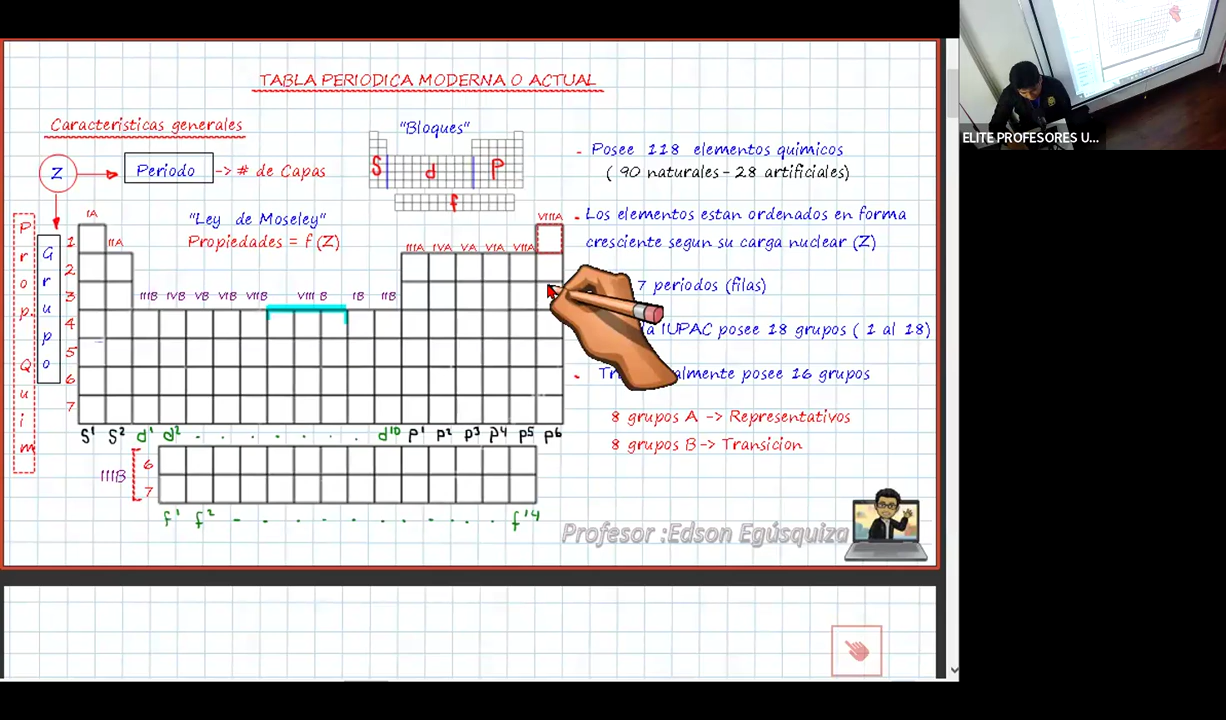 TABLA PERIODICA MODERNA O ACTUAL
Caracteristicas generales
Z
Periodo
-> # de Capas
"Bloques"
S d P
f
"Ley de Moseley"
Propiedades = f (Z)
Prop. Quim
Grupo
IA
IIA
IIIB IVB VB VIB VIIB VIII B IB IIB
IIIA IVA VA VIA VIIA
VIIIA
1
2
3
4
5
6
7
S¹ S² d¹ d² . . . . . . . . d¹⁰ P¹ P² P³ P⁴ P⁵ P⁶
IIIB
6
7
f¹ f² - . . . . . . . . . . f¹⁴
- Posee 118 elementos quimicos
( 90 naturales - 28 artificiales)
Los elementos estan ordenados en forma
cresciente segun su carga nuclear (Z)
7 periodos (filas)
la IUPAC posee 18 grupos ( 1 al 18)
posee 16 grupos
8 grupos A -> Representativos
8 grupos B -> Transicion
Profesor :Edson Egúsquiza
ELITE PROFESORES U...